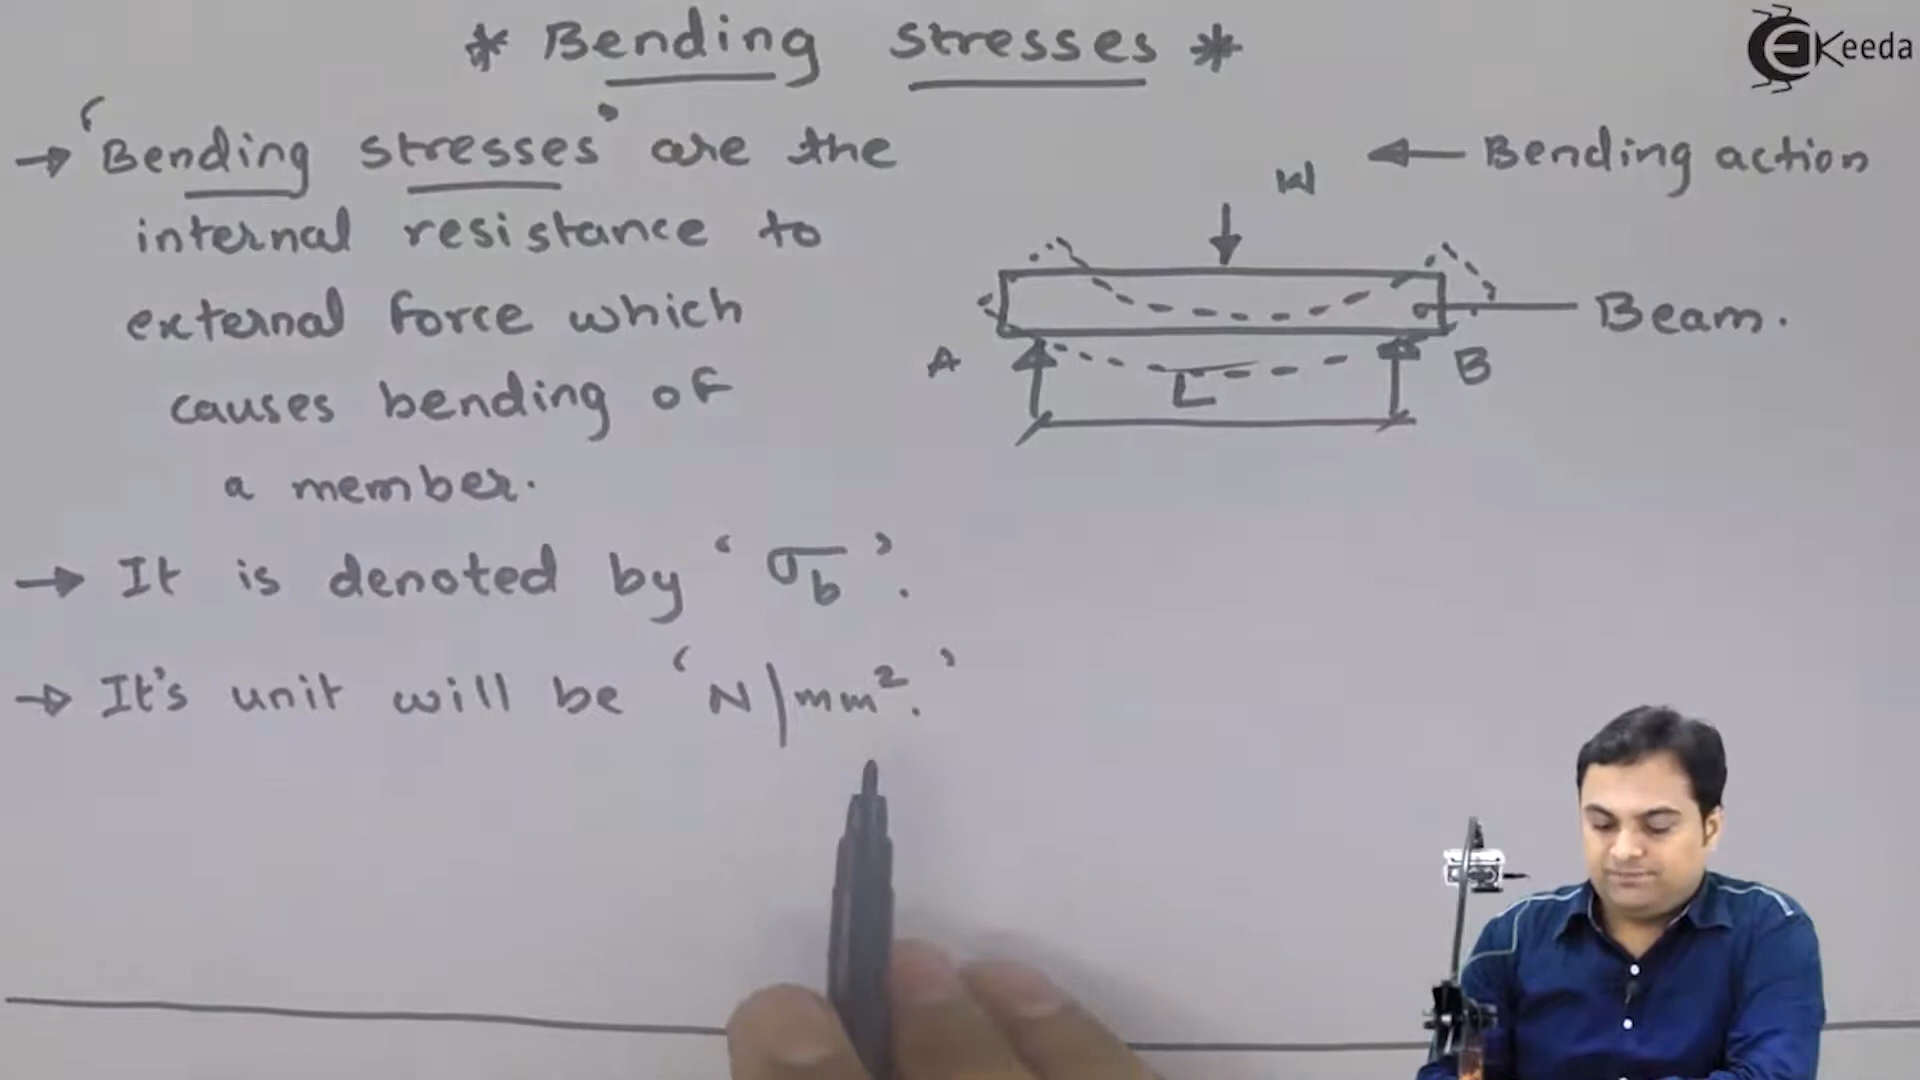 * Bending stresses *
EKeeda
→ 'Bending stresses' are the
internal resistance to
external force which
causes bending of
a member.
→ It is denoted by 'σb'.
→ It's unit will be 'N/mm².'
← Bending action
W
Beam.
A
B
L